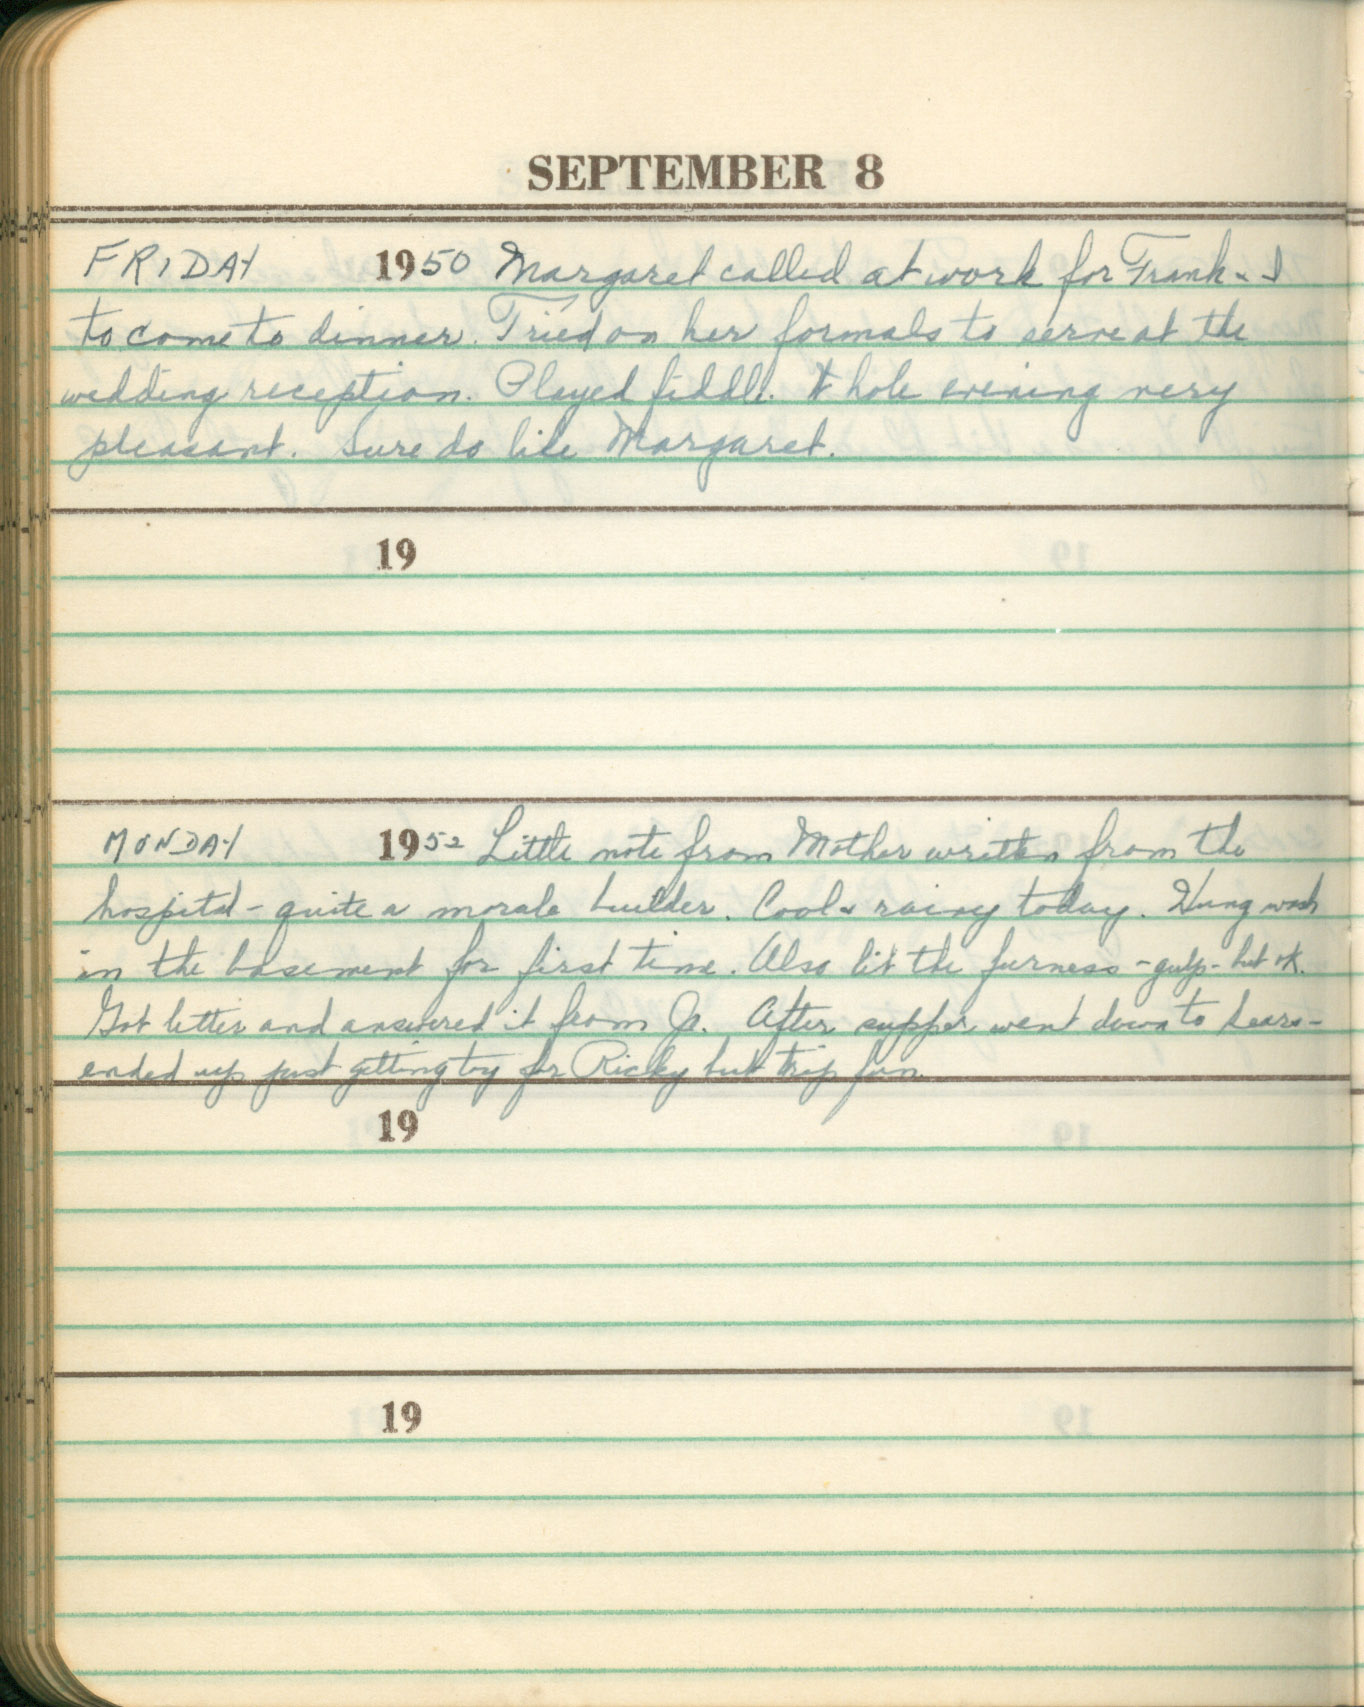 SEPTEMBER 8
FRIDAY 1950 Margaret called at work for Frank & I
to come to dinner. Tried on her formals to serve at the
wedding reception. Played fiddle. Whole evening very
pleasant. Sure do like Margaret.
19
MONDAY 1952 Little note from Mother written from the
hospital - quite a morale builder. Cool & rainy today. Hung wash
in the basement for first time. Also lit the furness - gulp - but ok.
Got letter and answered it from Jo. After supper went down to Sears -
ended up just getting toy for Ricky but trip fun.
19
19